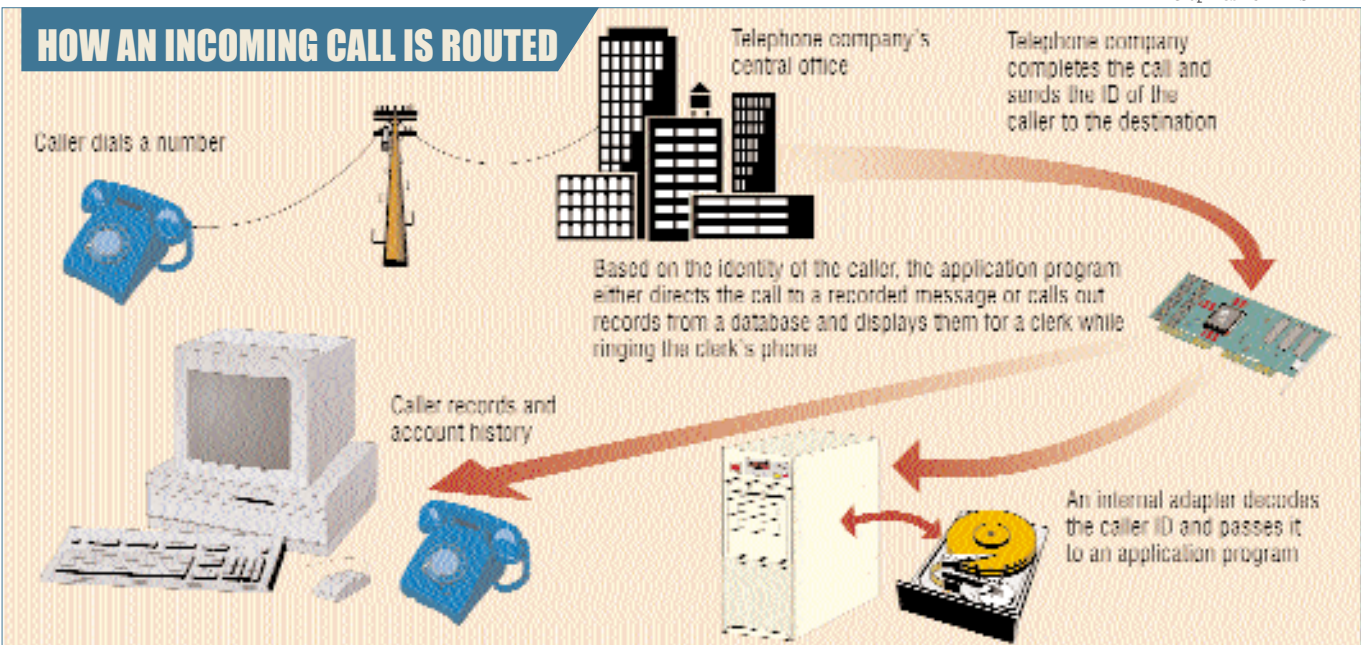 HOW AN INCOMING CALL IS ROUTED
Caller dials a number
Telephone company's
central office
Telephone company
completes the call and
sends the ID of the
caller to the destination
Based on the identity of the caller, the application program
either directs the call to a recorded message or calls out
records from a database and displays them for a clerk while
ringing the clerk's phone
Caller records and
account history
An internal adapter decodes
the caller ID and passes it
to an application program